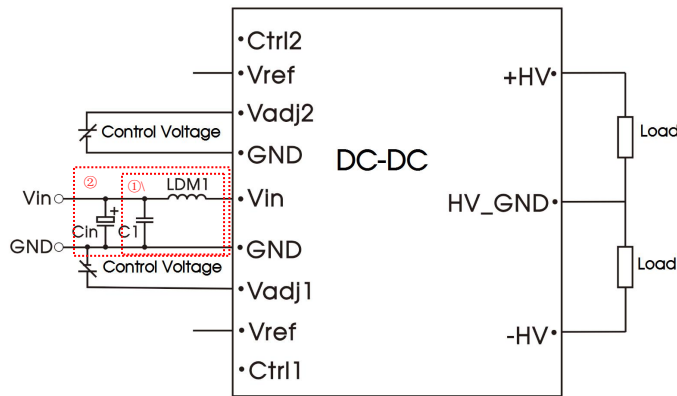 Ctrl2
Vref
+HV
Vadj2
Control Voltage
Load
GND
DC-DC
②
①\
LDM1
Vin
Vin
HV_GND
+
Cin
C1
GND
GND
Control Voltage
Load
Vadj1
Vref
-HV
Ctrl1